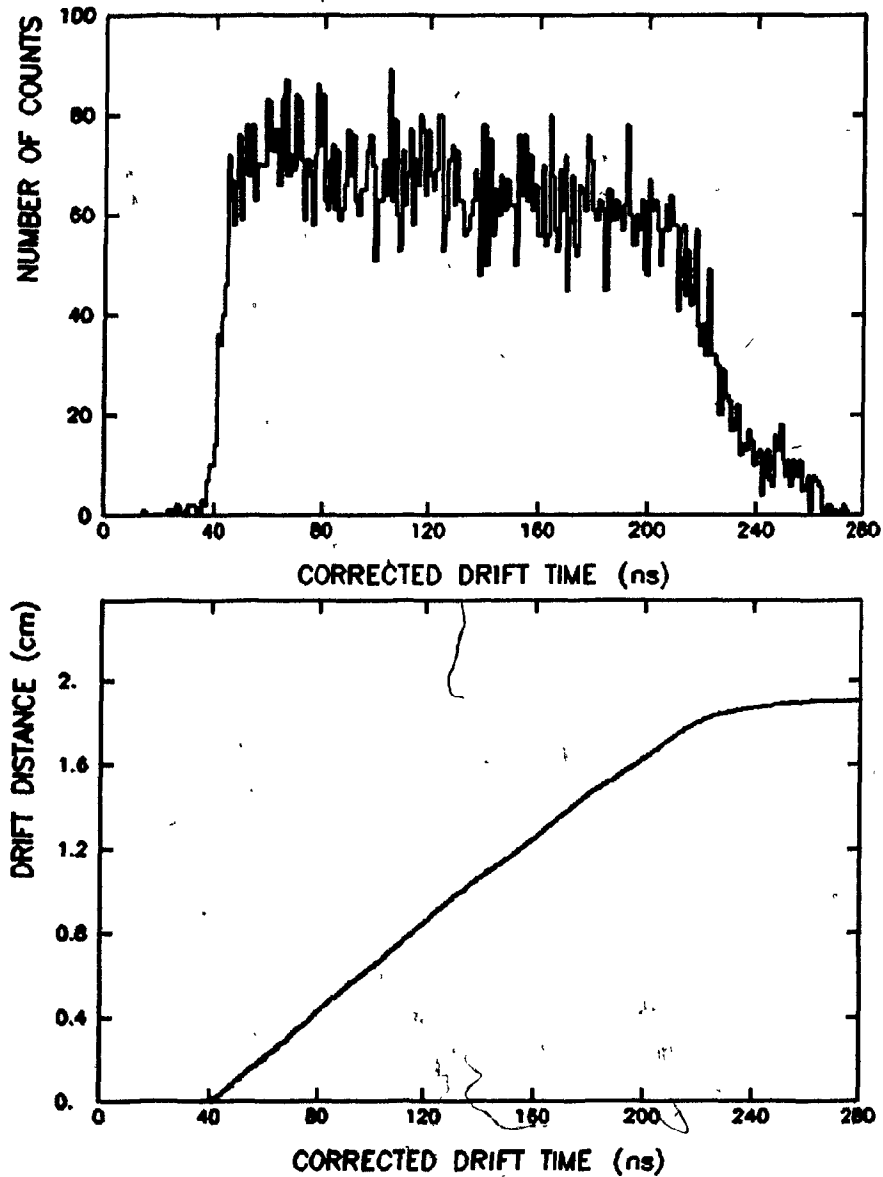 100
80
60
40
20
0
NUMBER OF COUNTS
0 40 80 120 160 200 240 280
CORRECTED DRIFT TIME (ns)
2.
1.6
1.2
0.8
0.4
0.
DRIFT DISTANCE (cm)
0 40 80 120 160 200 240 280
CORRECTED DRIFT TIME (ns)